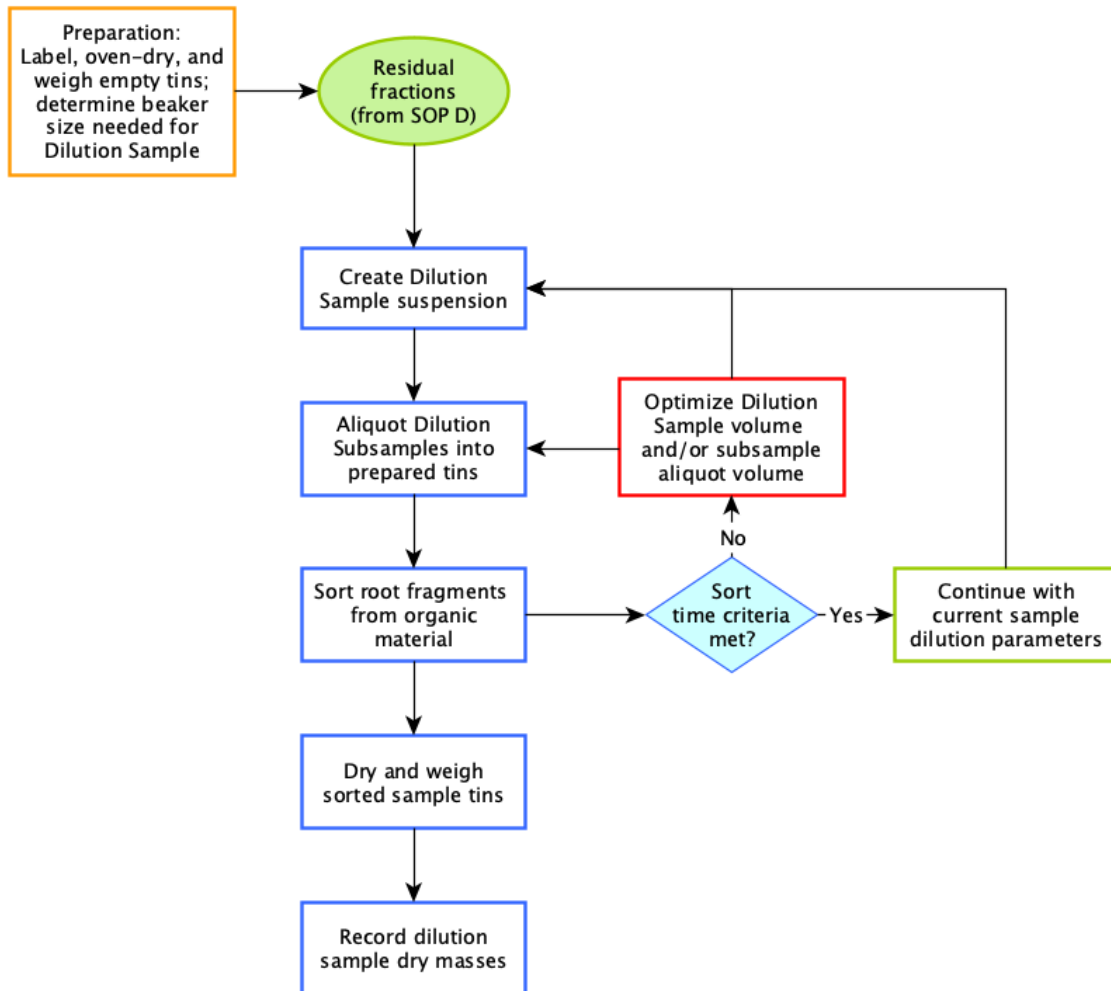 Preparation:
Label, oven-dry, and
weigh empty tins;
determine beaker
size needed for
Dilution Sample
Residual
fractions
(from SOP D)
Create Dilution
Sample suspension
Aliquot Dilution
Subsamples into
prepared tins
Optimize Dilution
Sample volume
and/or subsample
aliquot volume
No
Sort root fragments
from organic
material
Sort
time criteria
met?
Yes
Continue with
current sample
dilution parameters
Dry and weigh
sorted sample tins
Record dilution
sample dry masses